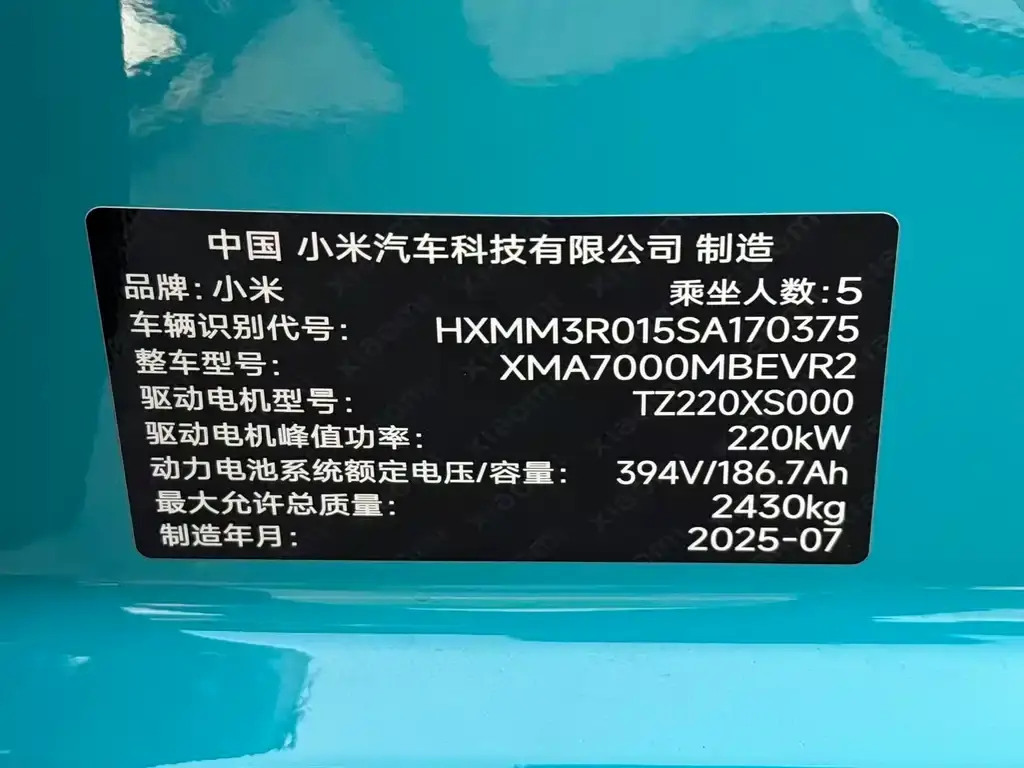 中国 小米汽车科技有限公司 制造
品牌: 小米 乘坐人数: 5
车辆识别代号: HXMM3R015SA170375
整车型号: XMA7000MBEVR2
驱动电机型号: TZ220XS000
驱动电机峰值功率: 220kW
动力电池系统额定电压/容量: 394V/186.7Ah
最大允许总质量: 2430kg
制造年月: 2025-07